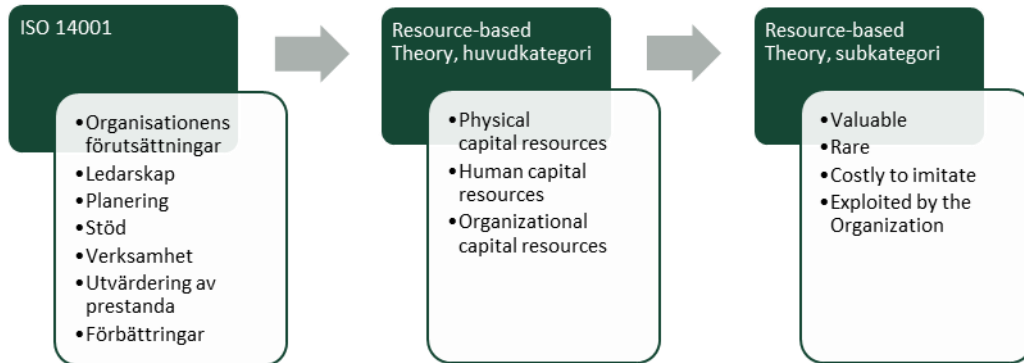 ISO 14001
•Organisationens
förutsättningar
•Ledarskap
•Planering
•Stöd
•Verksamhet
•Utvärdering av
prestanda
•Förbättringar
Resource-based
Theory, huvudkategori
•Physical
capital resources
•Human capital
resources
•Organizational
capital resources
Resource-based
Theory, subkategori
•Valuable
•Rare
•Costly to imitate
•Exploited by the
Organization